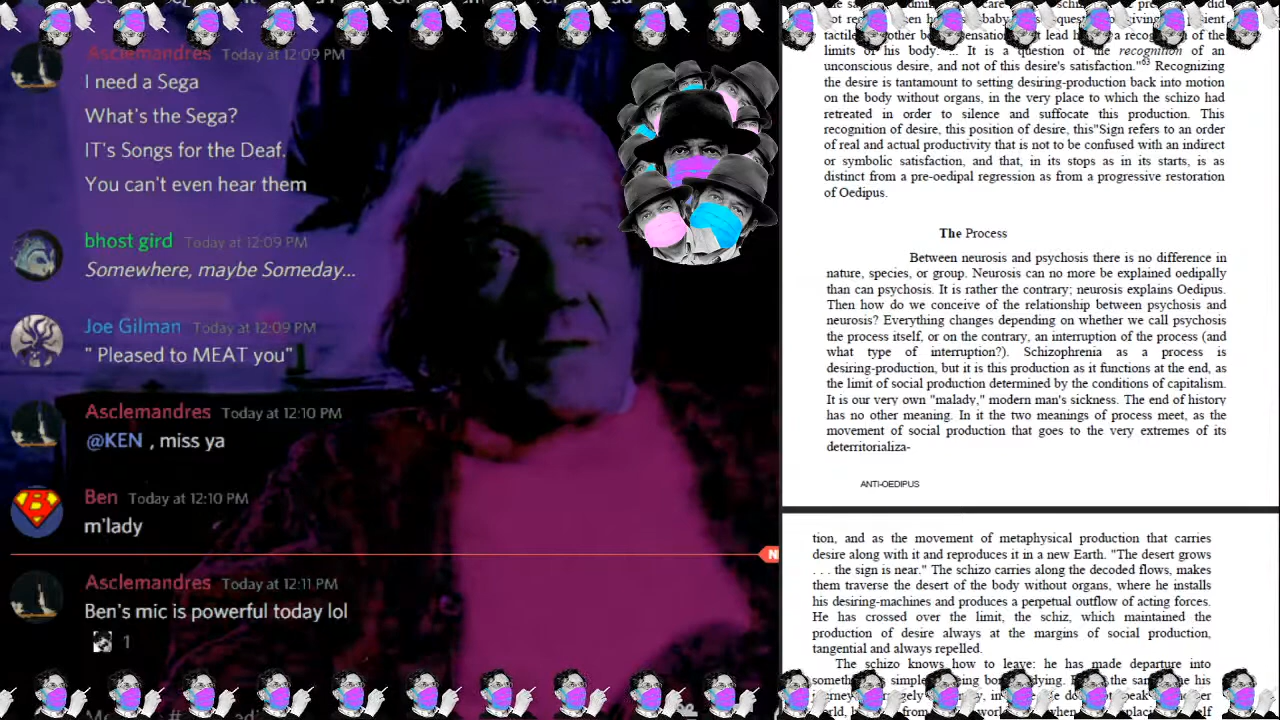 Asclemandres Today at 12:09 PM
I need a Sega
What's the Sega?
IT's Songs for the Deaf.
You can't even hear them
bhost gird Today at 12:09 PM
Somewhere, maybe Someday...
Joe Gilman Today at 12:09 PM
" Pleased to MEAT you"
Asclemandres Today at 12:10 PM
@KEN , miss ya
Ben Today at 12:10 PM
m'lady
N
Asclemandres Today at 12:11 PM
Ben's mic is powerful today lol
1
limits of his body. It is a question of the recognition of an
unconscious desire, and not of this desire's satisfaction."63 Recognizing
the desire is tantamount to setting desiring-production back into motion
on the body without organs, in the very place to which the schizo had
retreated in order to silence and suffocate this production. This
recognition of desire, this position of desire, this"Sign refers to an order
of real and actual productivity that is not to be confused with an indirect
or symbolic satisfaction, and that, in its stops as in its starts, is as
distinct from a pre-oedipal regression as from a progressive restoration
of Oedipus.
The Process
Between neurosis and psychosis there is no difference in
nature, species, or group. Neurosis can no more be explained oedipally
than can psychosis. It is rather the contrary; neurosis explains Oedipus.
Then how do we conceive of the relationship between psychosis and
neurosis? Everything changes depending on whether we call psychosis
the process itself, or on the contrary, an interruption of the process (and
what type of interruption?). Schizophrenia as a process is
desiring-production, but it is this production as it functions at the end, as
the limit of social production determined by the conditions of capitalism.
It is our very own "malady," modern man's sickness. The end of history
has no other meaning. In it the two meanings of process meet, as the
movement of social production that goes to the very extremes of its
deterritorializa-
ANTI-OEDIPUS
tion, and as the movement of metaphysical production that carries
desire along with it and reproduces it in a new Earth. "The desert grows
. . . the sign is near." The schizo carries along the decoded flows, makes
them traverse the desert of the body without organs, where he installs
his desiring-machines and produces a perpetual outflow of acting forces.
He has crossed over the limit, the schiz, which maintained the
production of desire always at the margins of social production,
tangential and always repelled.
The schizo knows how to leave: he has made departure into